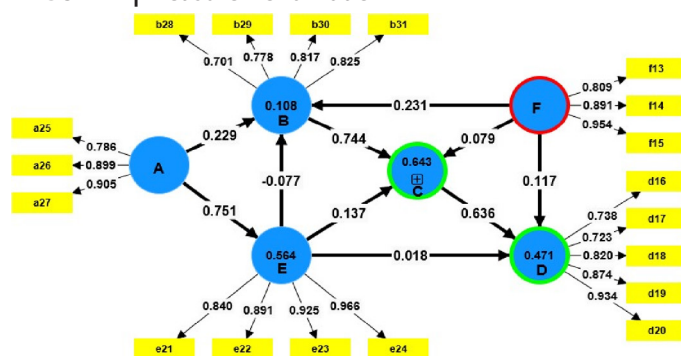 b28
b29
b30
b31
0.701
0.778
0.817
0.825
0.108
B
0.231
F
0.809
0.891
0.954
f13
f14
f15
a25
a26
a27
0.786
0.899
0.905
A
0.229
0.744
0.079
0.643
C
-0.077
0.117
0.751
0.137
0.636
0.564
E
0.018
0.471
D
0.738
0.723
0.820
0.874
0.934
d16
d17
d18
d19
d20
0.840
0.891
0.925
0.966
e21
e22
e23
e24